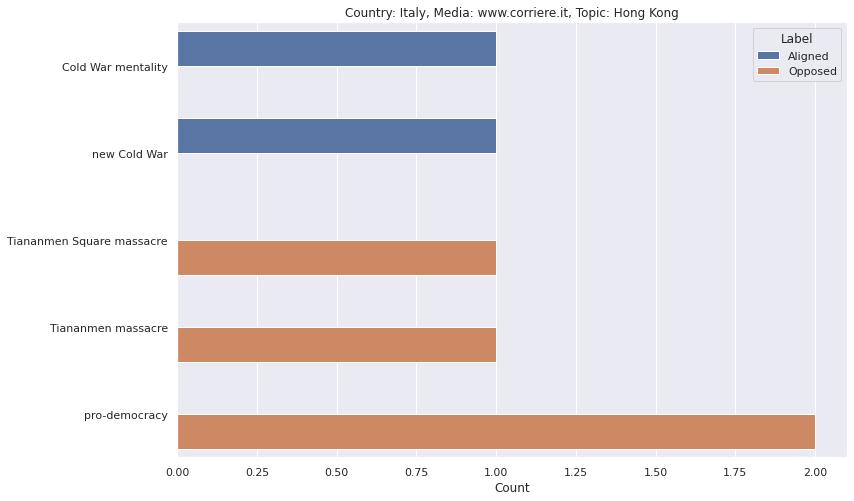 Country: Italy, Media: www.corriere.it, Topic: Hong Kong
Label
Aligned
Opposed
Cold War mentality
new Cold War
Tiananmen Square massacre
Tiananmen massacre
pro-democracy
0.00 0.25 0.50 0.75 1.00 1.25 1.50 1.75 2.00
Count